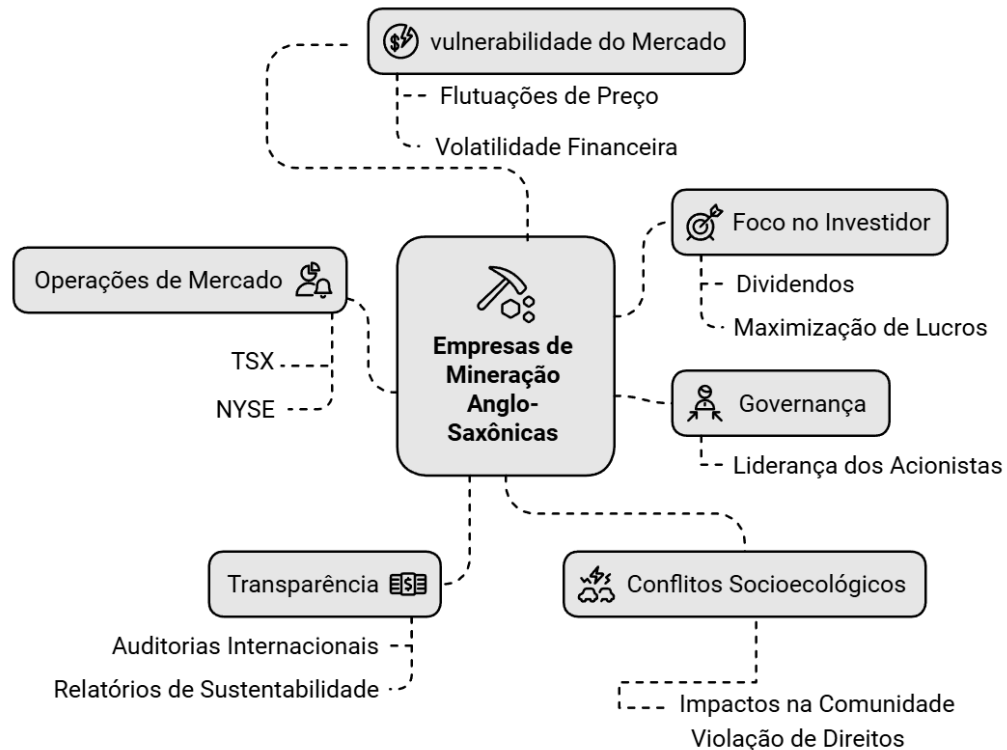 vulnerabilidade do Mercado
Flutuações de Preço
Volatilidade Financeira
Foco no Investidor
Dividendos
Maximização de Lucros
Operações de Mercado
TSX
NYSE
Empresas de
Mineração
Anglo-
Saxônicas
Governança
Liderança dos Acionistas
Transparência
Auditorias Internacionais
Relatórios de Sustentabilidade
Conflitos Socioecológicos
Impactos na Comunidade
Violação de Direitos